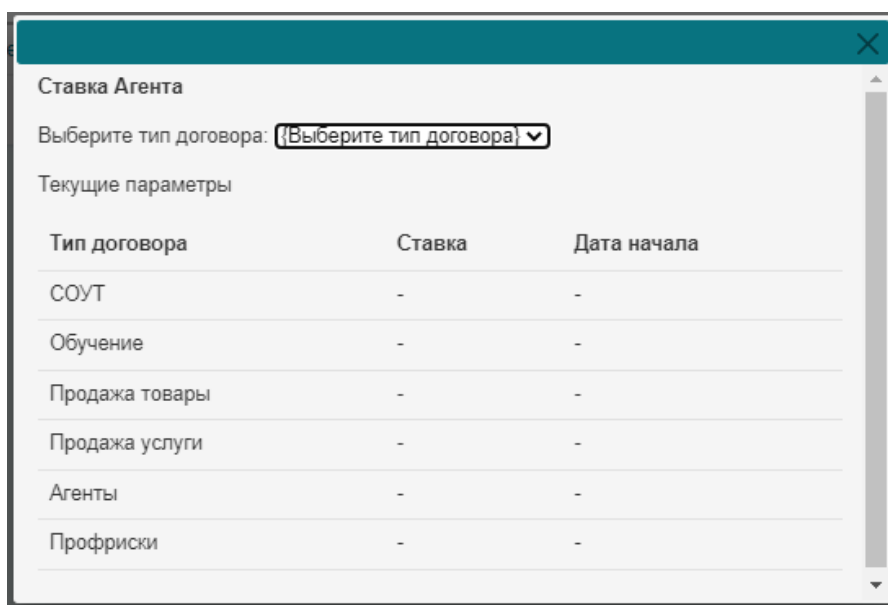 Ставка Агента
Выберите тип договора: {Выберите тип договора}
Текущие параметры
Тип договора Ставка Дата начала
СОУТ - -
Обучение - -
Продажа товары - -
Продажа услуги - -
Агенты - -
Профриски - -